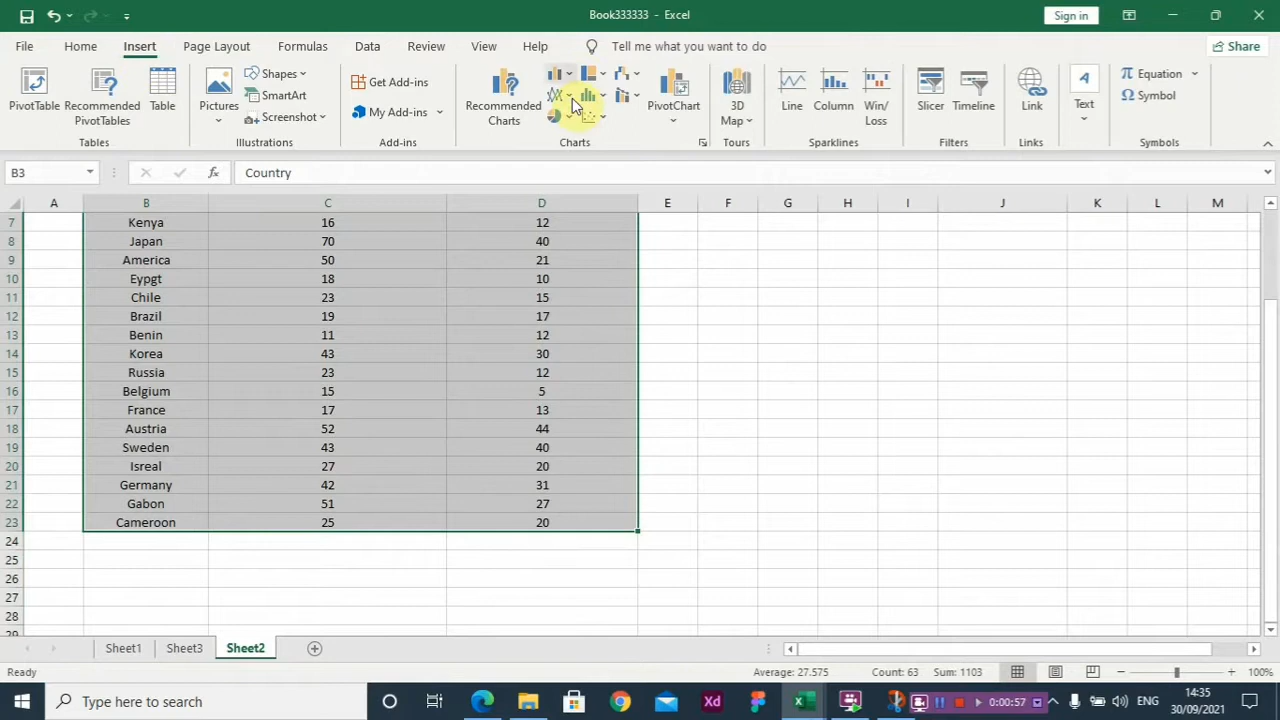 Book333333 - Excel
Sign in
File Home Insert Page Layout Formulas Data Review View Help Tell me what you want to do Share
PivotTable Recommended PivotTables Table Pictures Shapes SmartArt Screenshot Get Add-ins My Add-ins Recommended Charts PivotChart 3D Map Line Column Win/Loss Slicer Timeline Link Text Equation Symbol
Tables Illustrations Add-ins Charts Tours Sparklines Filters Links Symbols
B3 fx Country
A B C D E F G H I J K L M
7 Kenya 16 12
8 Japan 70 40
9 America 50 21
10 Eypgt 18 10
11 Chile 23 15
12 Brazil 19 17
13 Benin 11 12
14 Korea 43 30
15 Russia 23 12
16 Belgium 15 5
17 France 17 13
18 Austria 52 44
19 Sweden 43 40
20 Isreal 27 20
21 Germany 42 31
22 Gabon 51 27
23 Cameroon 25 20
24
25
26
27
28
29
Sheet1 Sheet3 Sheet2
Ready Average: 27.575 Count: 63 Sum: 1103 100%
Type here to search Xd 0:00:57 ENG 14:35
30/09/2021